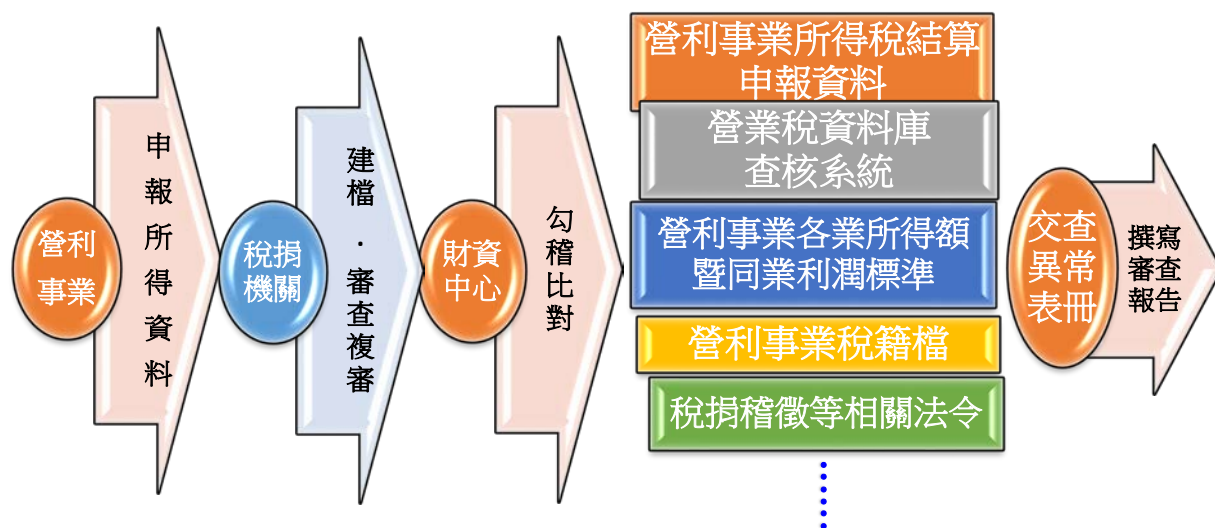 營利
事業
申報所得資料
稅捐
機關
建檔．審查複審
財資
中心
勾稽比對
營利事業所得稅結算
申報資料
營業稅資料庫
查核系統
營利事業各業所得額
暨同業利潤標準
營利事業稅籍檔
稅捐稽徵等相關法令
交查
異常
表冊
撰寫
審查
報告